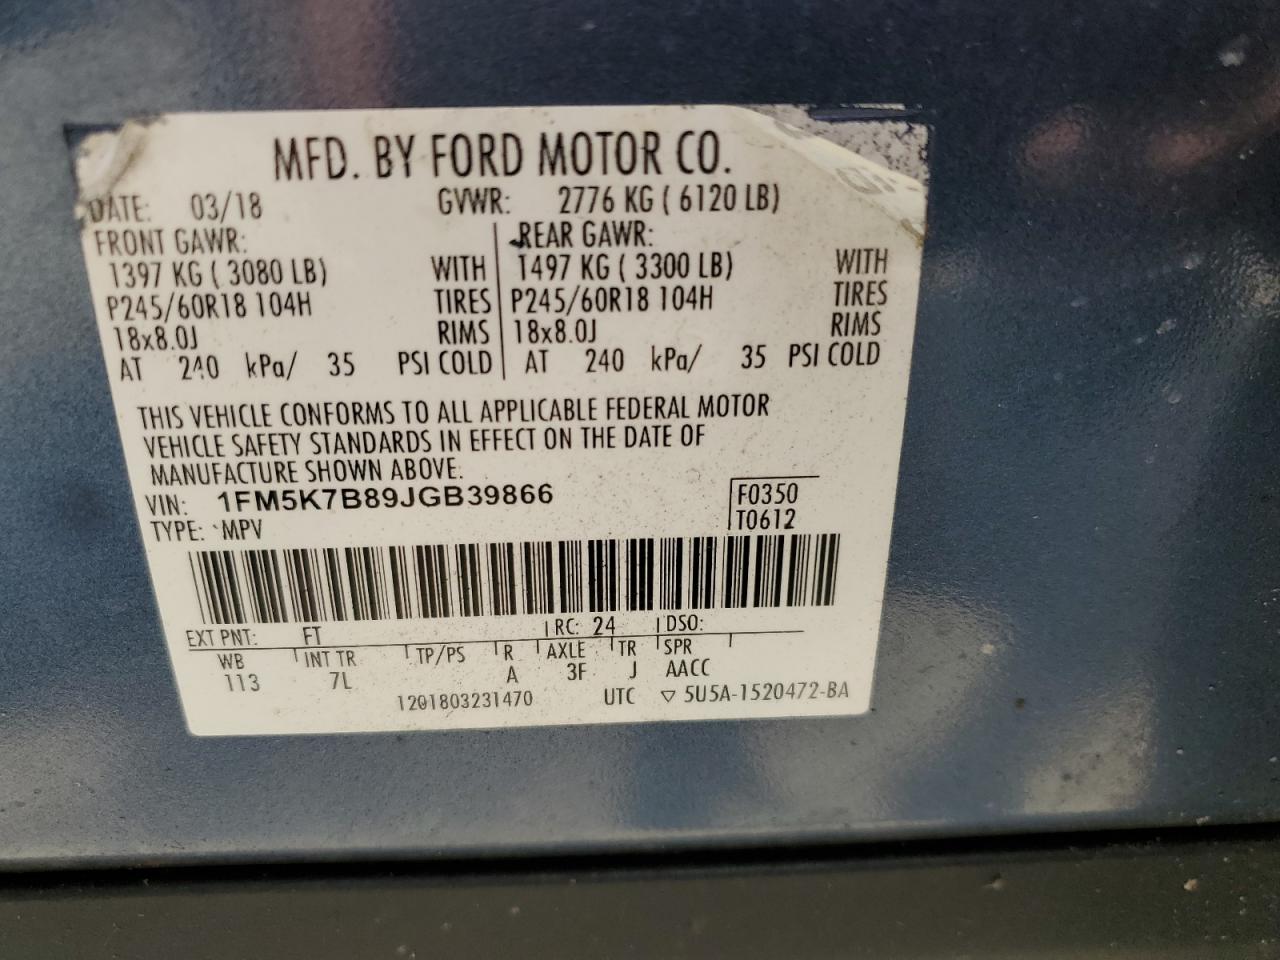 MFD. BY FORD MOTOR CO.
DATE: 03/18 GVWR: 2776 KG ( 6120 LB)
FRONT GAWR: REAR GAWR:
1397 KG ( 3080 LB) WITH 1497 KG ( 3300 LB) WITH
P245/60R18 104H TIRES P245/60R18 104H TIRES
18x8.0J RIMS 18x8.0J RIMS
AT 240 kPa/ 35 PSI COLD AT 240 kPa/ 35 PSI COLD
THIS VEHICLE CONFORMS TO ALL APPLICABLE FEDERAL MOTOR
VEHICLE SAFETY STANDARDS IN EFFECT ON THE DATE OF
MANUFACTURE SHOWN ABOVE.
VIN: 1FM5K7B89JGB39866 F0350
TYPE: MPV T0612
EXT PNT: FT RC: 24 DSO:
WB INT TR TP/PS R AXLE TR SPR
113 7L A 3F J AACC
1201803231470 UTC ▽ 5U5A-1520472-BA